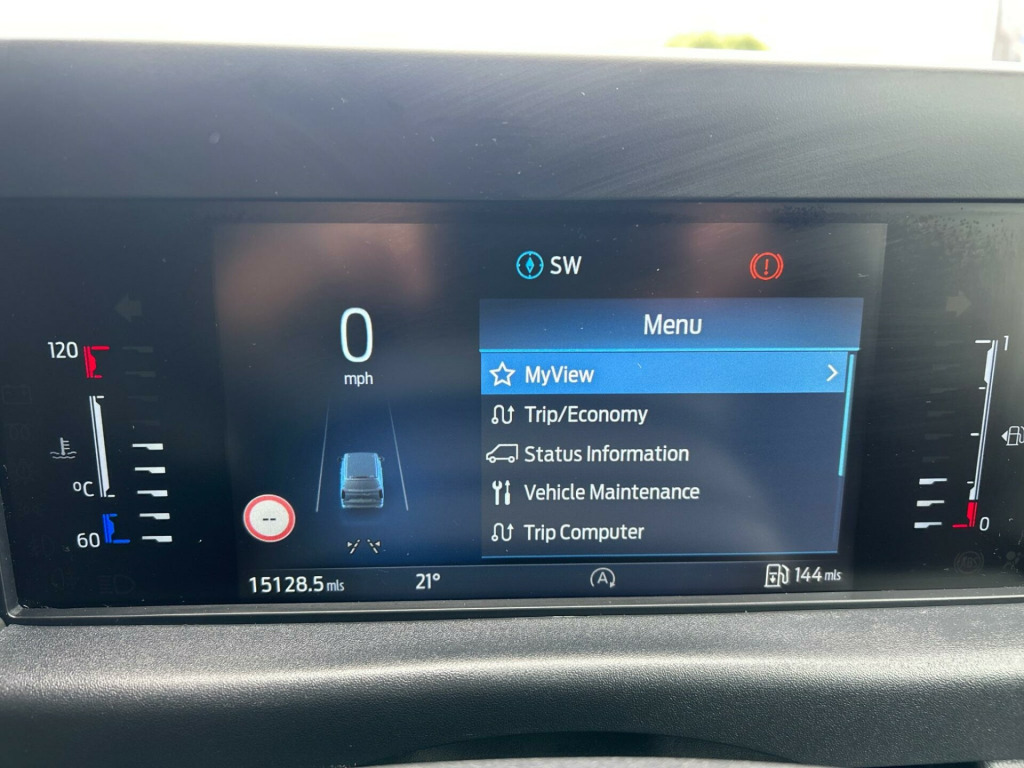 SW
0
mph
Menu
MyView
Trip/Economy
Status Information
Vehicle Maintenance
Trip Computer
120
°C
60
1
0
--
15128.5 mls
21°
A
144 mls